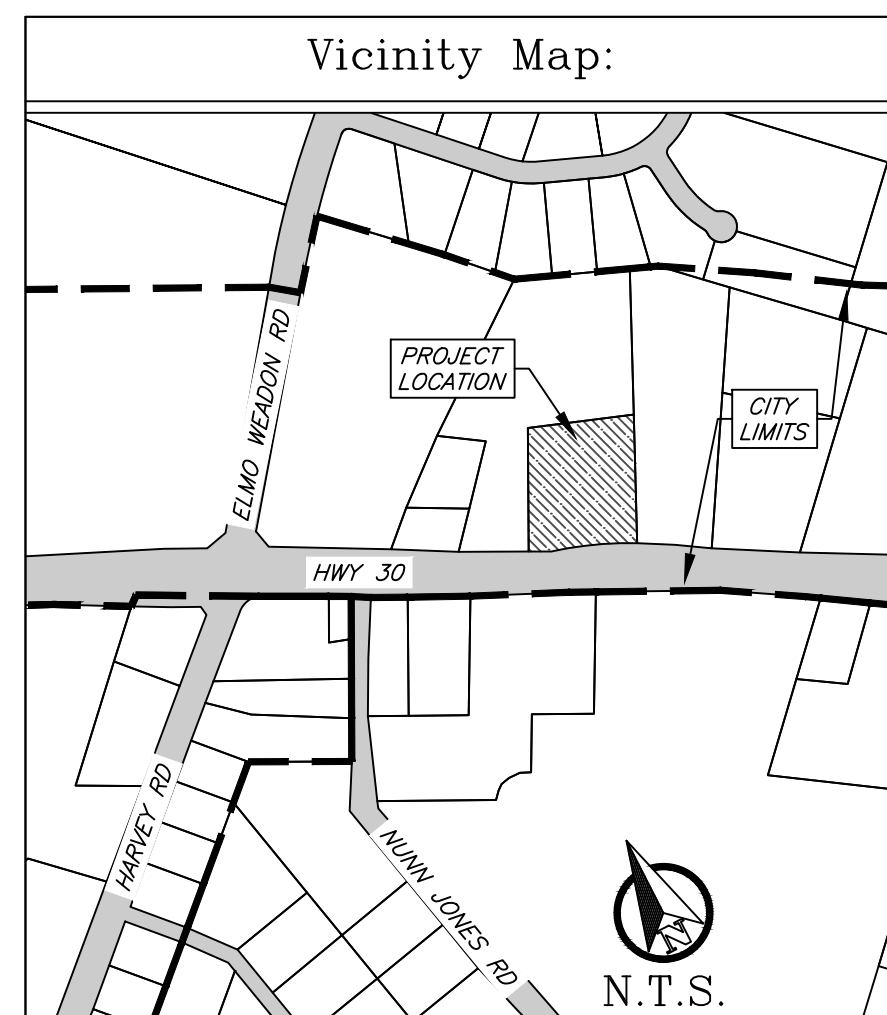 Vicinity Map:
ELMO WEADON RD
PROJECT
LOCATION
CITY
LIMITS
HWY 30
HARVEY RD
NUNN JONES RD
N
N.T.S.